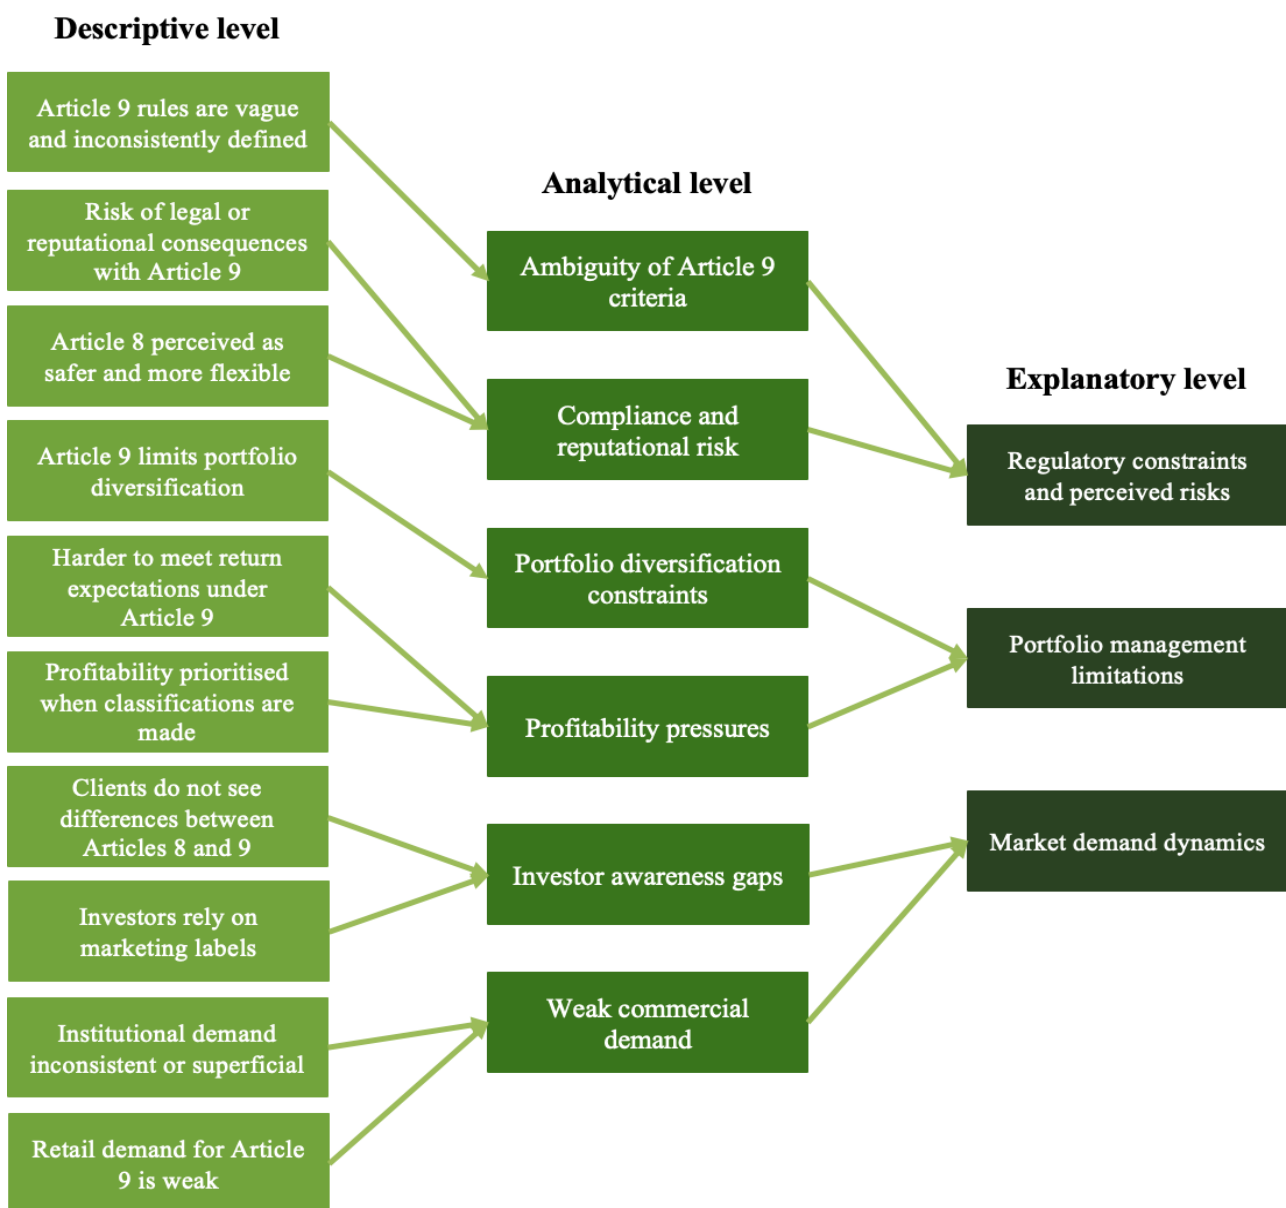 Descriptive level
Article 9 rules are vague
and inconsistently defined
Risk of legal or
reputational consequences
with Article 9
Article 8 perceived as
safer and more flexible
Article 9 limits portfolio
diversification
Harder to meet return
expectations under
Article 9
Profitability prioritised
when classifications are
made
Clients do not see
differences between
Articles 8 and 9
Investors rely on
marketing labels
Institutional demand
inconsistent or superficial
Retail demand for Article
9 is weak
Analytical level
Ambiguity of Article 9
criteria
Compliance and
reputational risk
Portfolio diversification
constraints
Profitability pressures
Investor awareness gaps
Weak commercial
demand
Explanatory level
Regulatory constraints
and perceived risks
Portfolio management
limitations
Market demand dynamics